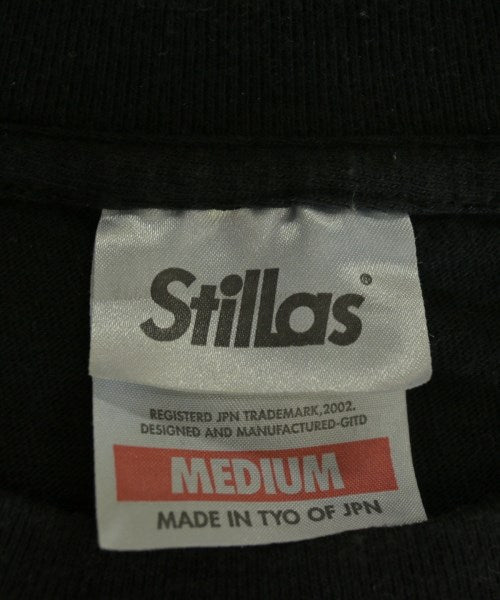 Stillas®
REGISTERD JPN TRADEMARK,2002.
DESIGNED AND MANUFACTURED-GITD
MEDIUM
MADE IN TYO OF JPN